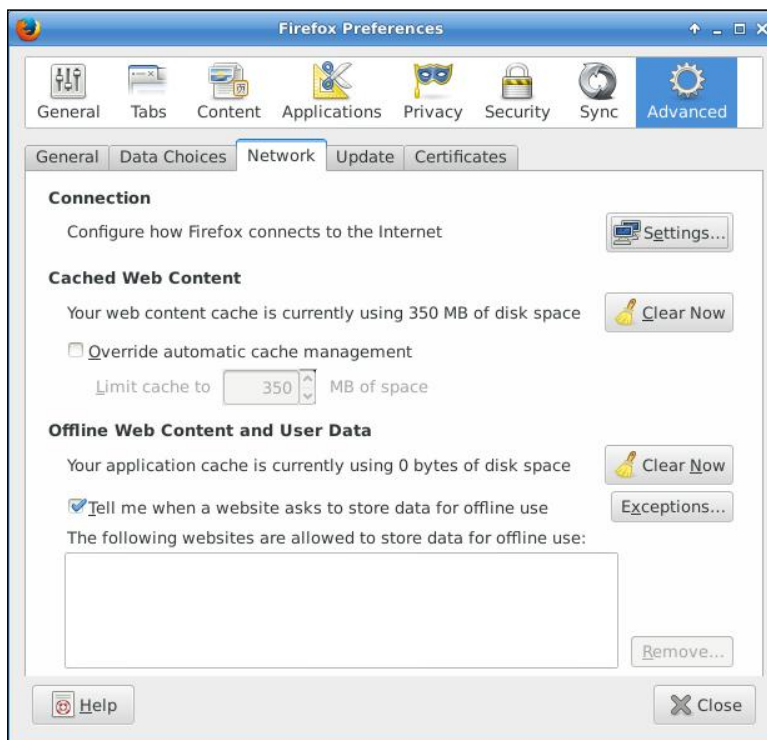 Firefox Preferences
General Tabs Content Applications Privacy Security Sync Advanced
General Data Choices Network Update Certificates
Connection
Configure how Firefox connects to the Internet Settings...
Cached Web Content
Your web content cache is currently using 350 MB of disk space Clear Now
Override automatic cache management
Limit cache to 350 MB of space
Offline Web Content and User Data
Your application cache is currently using 0 bytes of disk space Clear Now
Tell me when a website asks to store data for offline use Exceptions...
The following websites are allowed to store data for offline use:
Remove...
Help Close